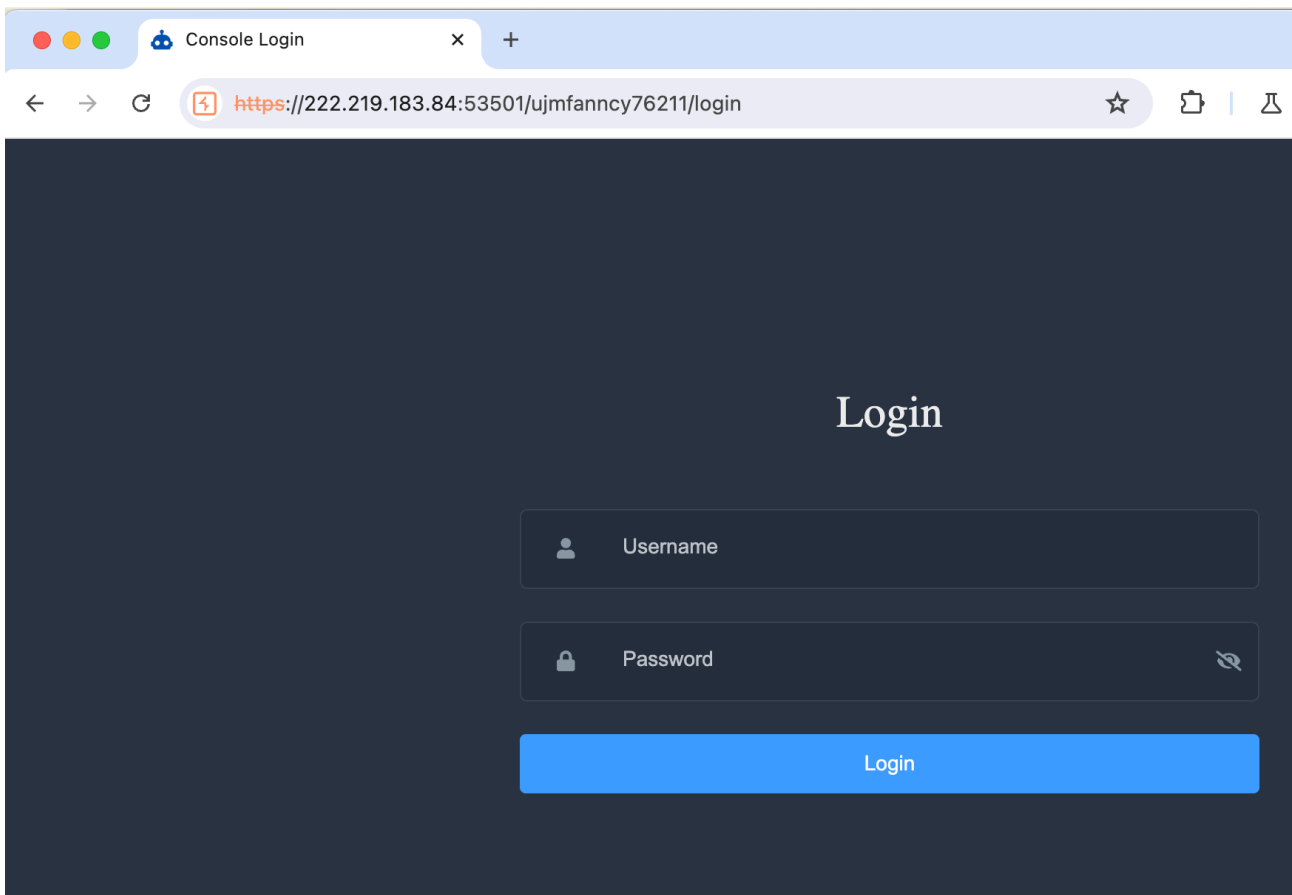 Console Login
https://222.219.183.84:53501/ujmfanncy76211/login
Login
Username
Password
Login